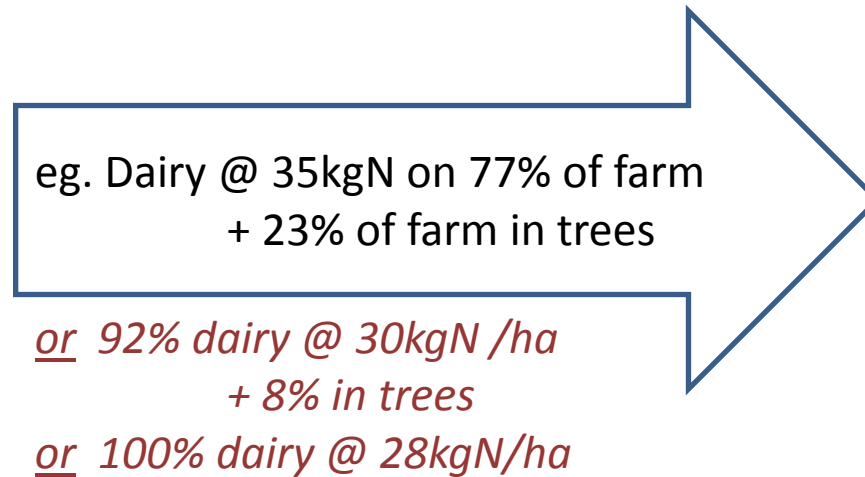 eg. Dairy @ 35kgN on 77% of farm
+ 23% of farm in trees
or 92% dairy @ 30kgN /ha
+ 8% in trees
or 100% dairy @ 28kgN/ha